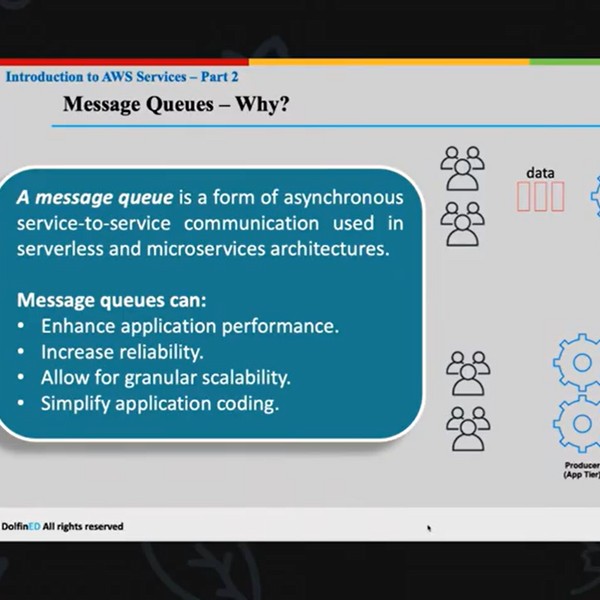 Introduction to AWS Services – Part 2
Message Queues – Why?
A message queue is a form of asynchronous
service-to-service communication used in
serverless and microservices architectures.
Message queues can:
• Enhance application performance.
• Increase reliability.
• Allow for granular scalability.
• Simplify application coding.
data
Producer
(App Tier)
DolfinED All rights reserved